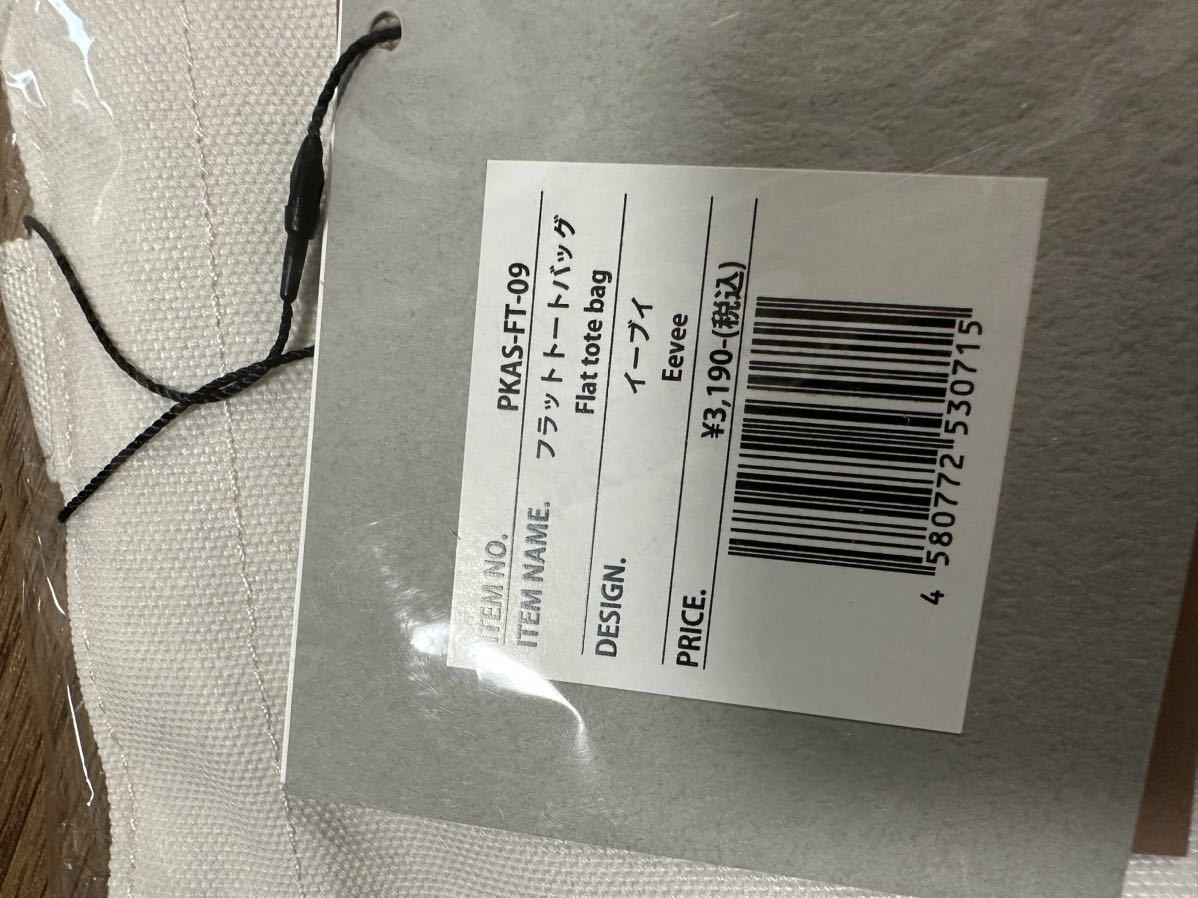 ITEM NO. PKAS-FT-09
ITEM NAME. フラットトートバッグ
Flat tote bag
DESIGN. イーブイ
Eevee
PRICE. ¥3,190-(税込)
4 580772 530715